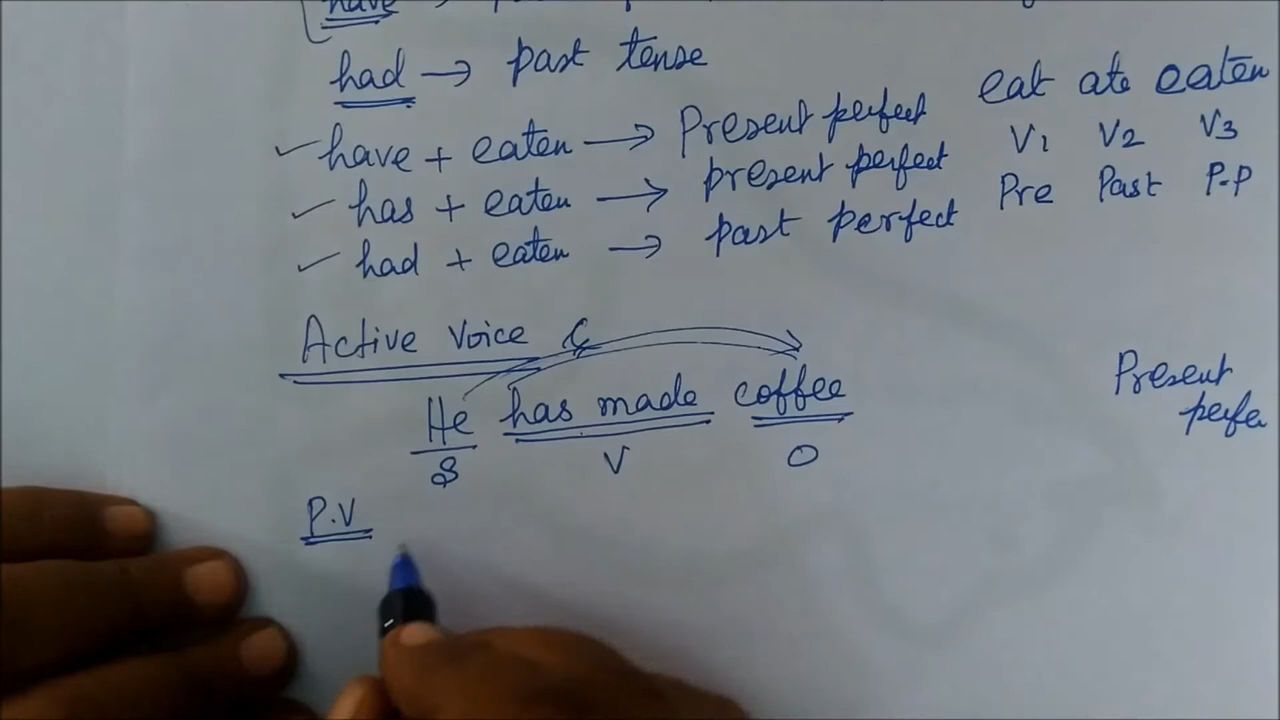 have
had → past tense
eat ate eaten
✓ have + eaten → Present perfect
V1 V2 V3
✓ has + eaten → present perfect
Pre Past P.P
✓ had + eaten → past perfect
Active Voice
Present
perfe
He has made coffee
S V O
P.V